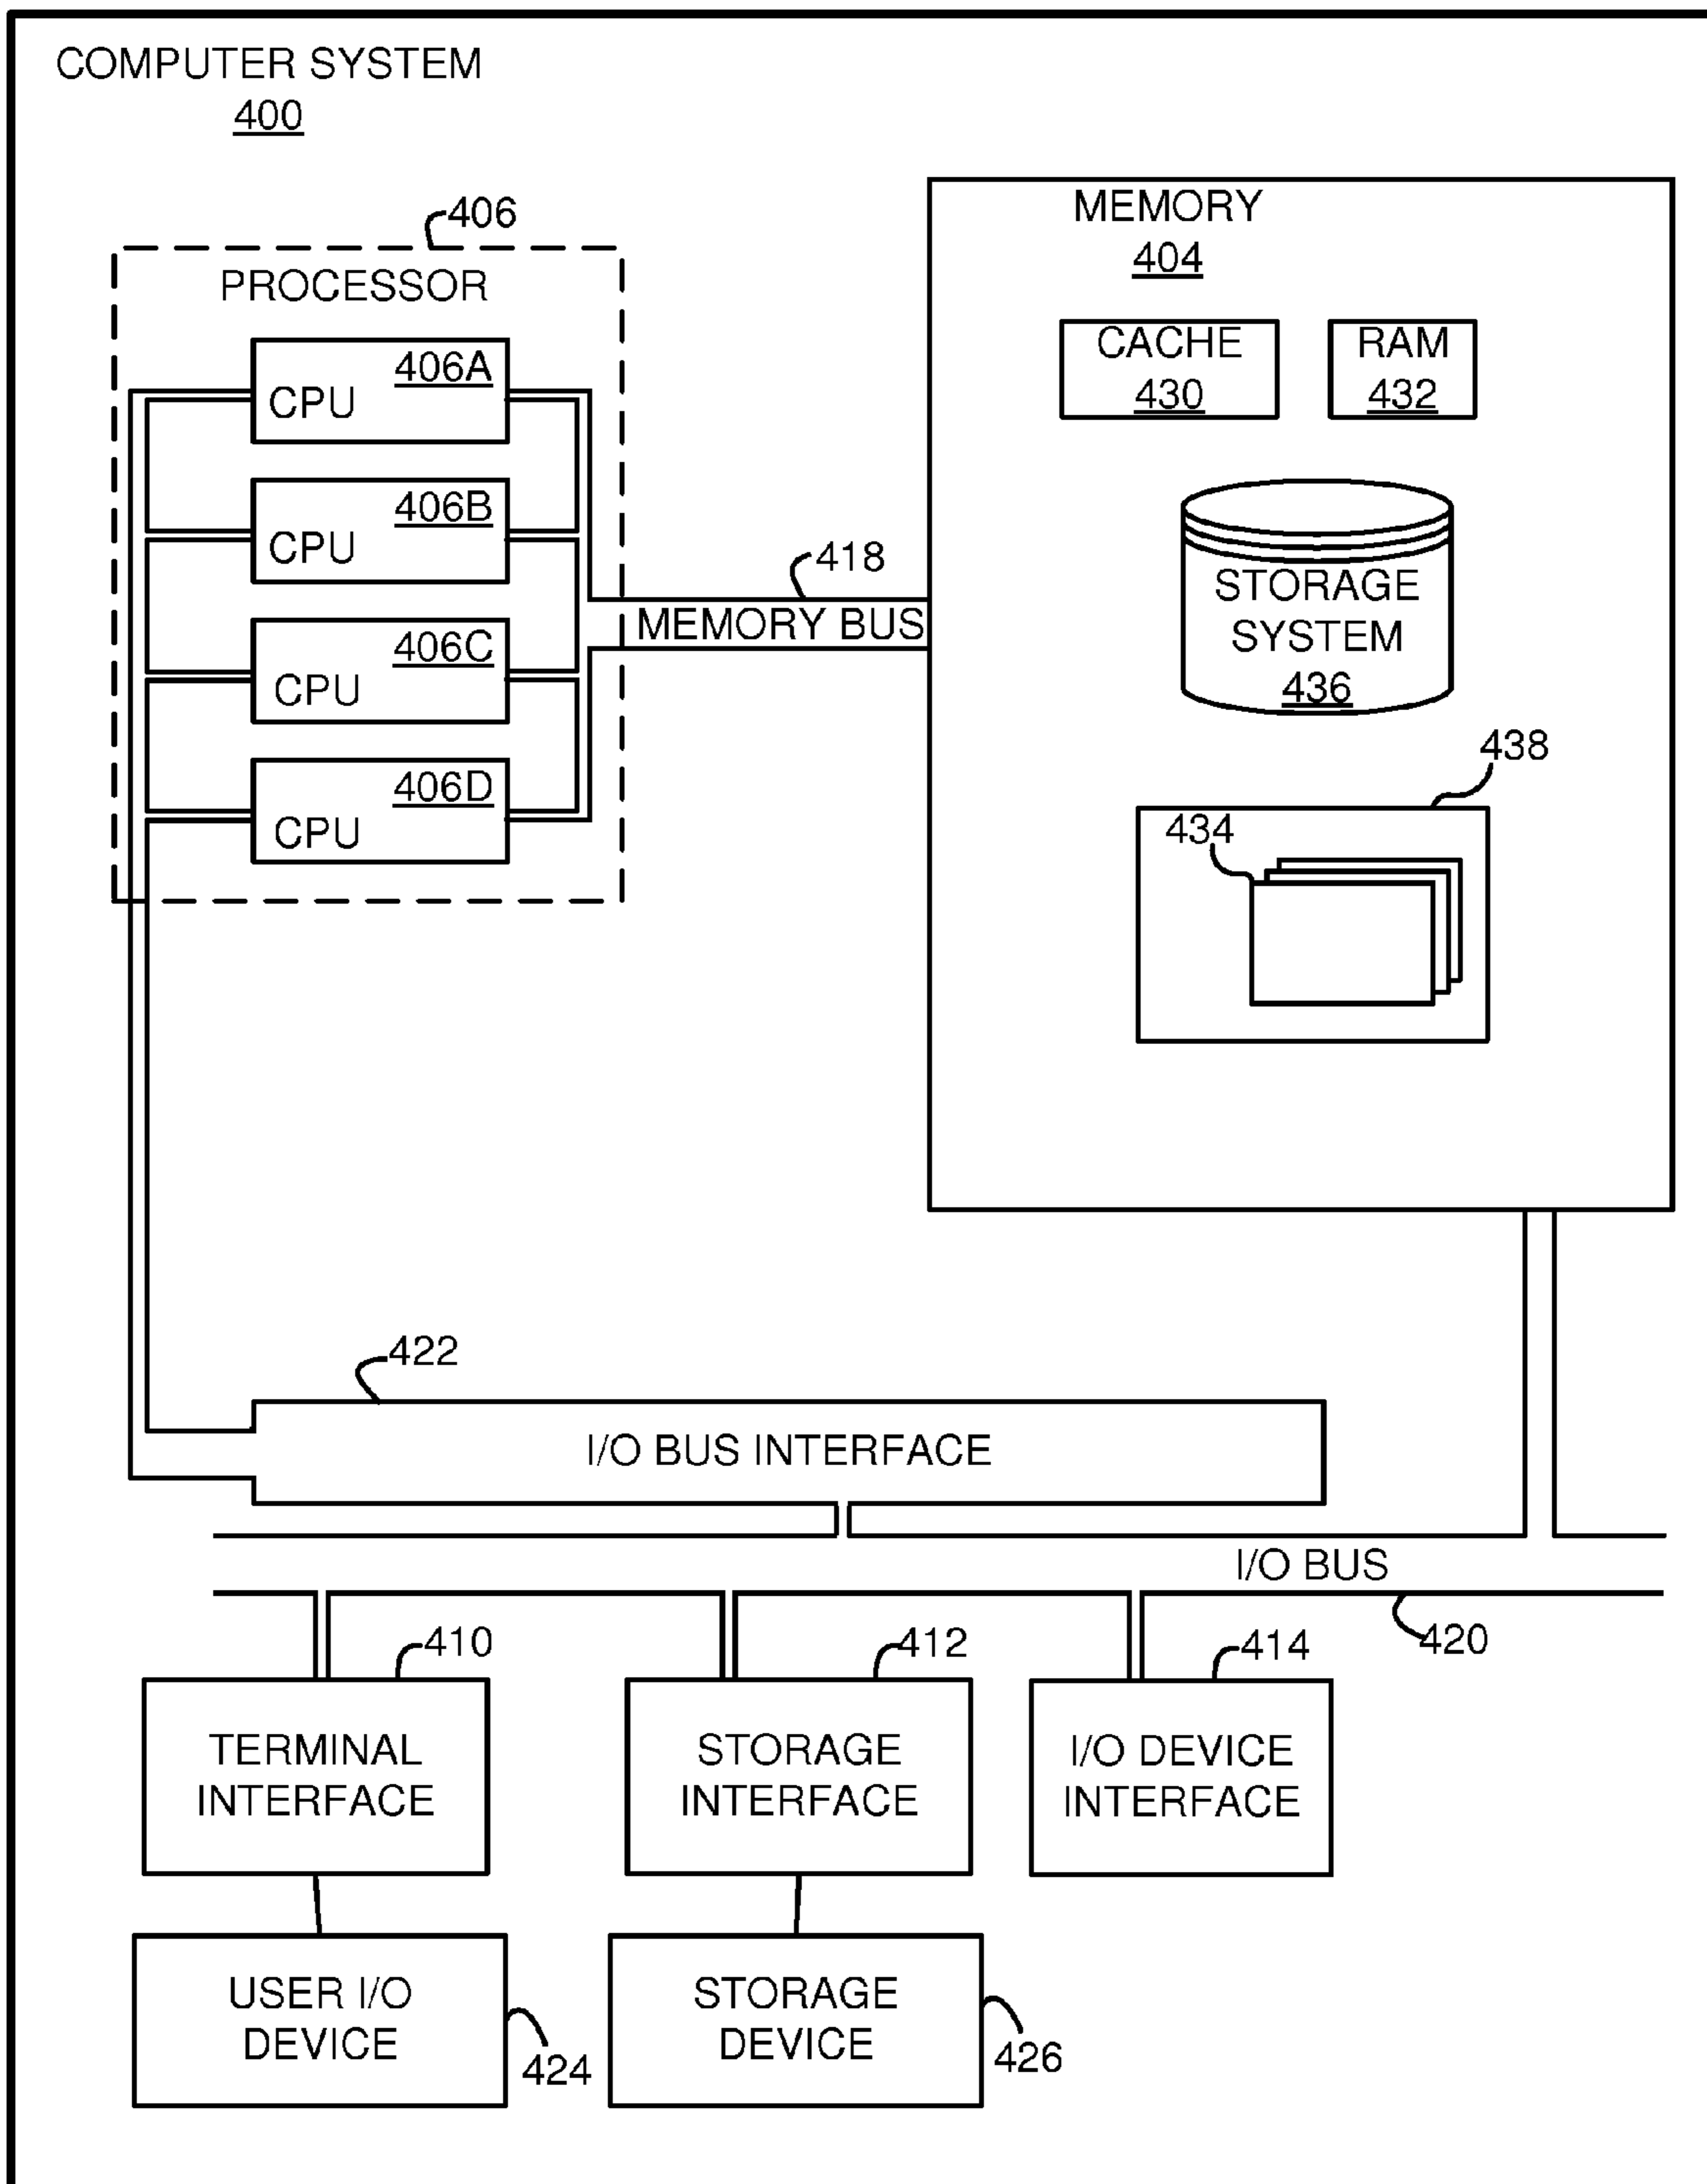 COMPUTER SYSTEM
400
406
PROCESSOR
406A
CPU
406B
CPU
406C
CPU
406D
CPU
418
MEMORY BUS
MEMORY
404
CACHE
430
RAM
432
STORAGE
SYSTEM
436
438
434
422
I/O BUS INTERFACE
I/O BUS
420
410
TERMINAL
INTERFACE
412
STORAGE
INTERFACE
414
I/O DEVICE
INTERFACE
USER I/O
DEVICE
424
STORAGE
DEVICE
426